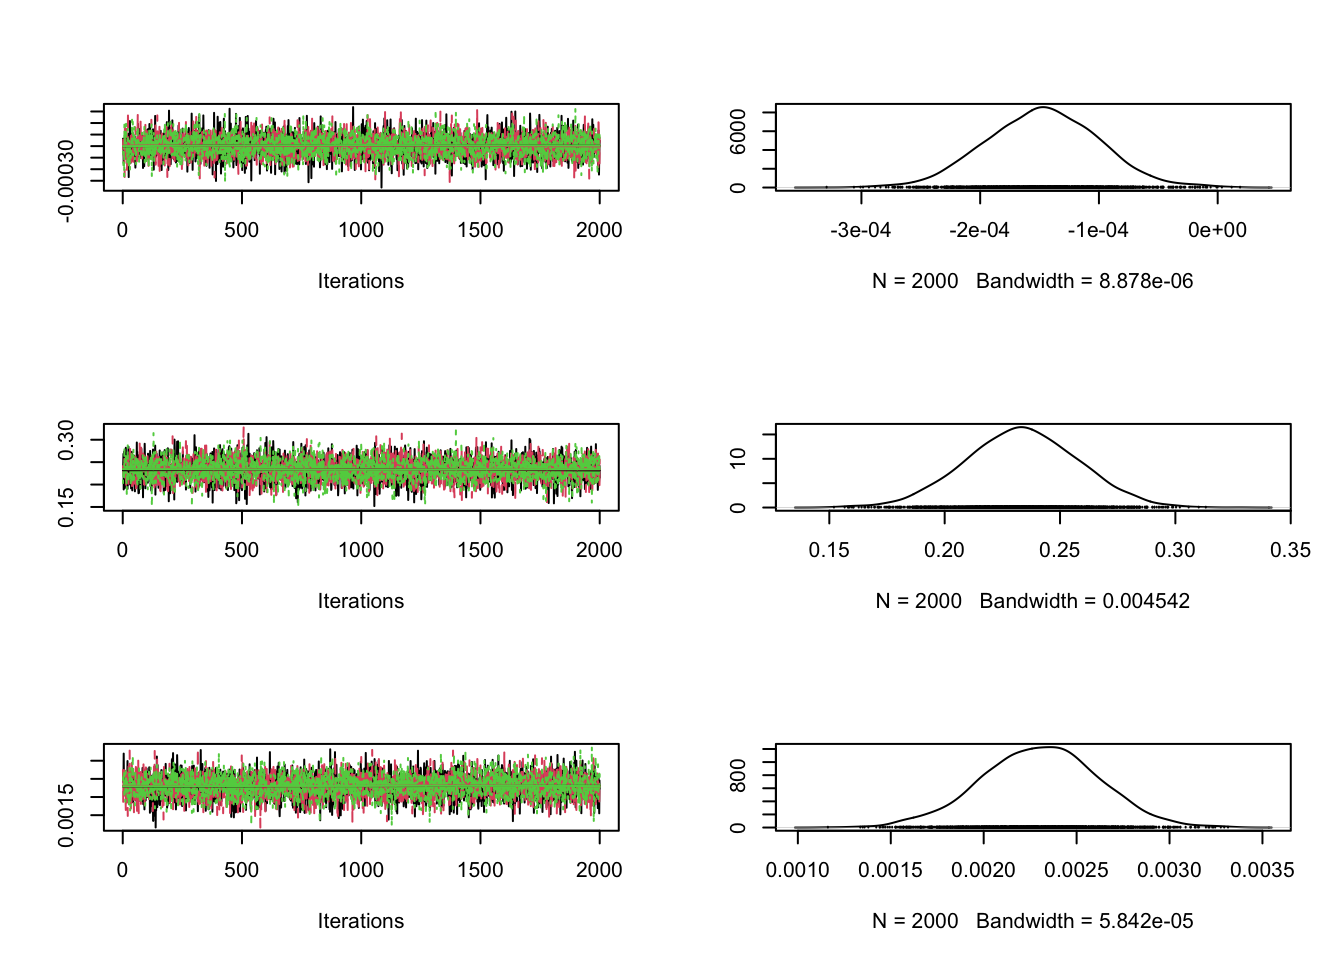 -0.00030
0 500 1000 1500 2000
Iterations
0 6000
-3e-04 -2e-04 -1e-04 0e+00
N = 2000 Bandwidth = 8.878e-06
0.15 0.30
0 500 1000 1500 2000
Iterations
0 10
0.15 0.20 0.25 0.30 0.35
N = 2000 Bandwidth = 0.004542
0.0015
0 500 1000 1500 2000
Iterations
0 800
0.0010 0.0015 0.0020 0.0025 0.0030 0.0035
N = 2000 Bandwidth = 5.842e-05